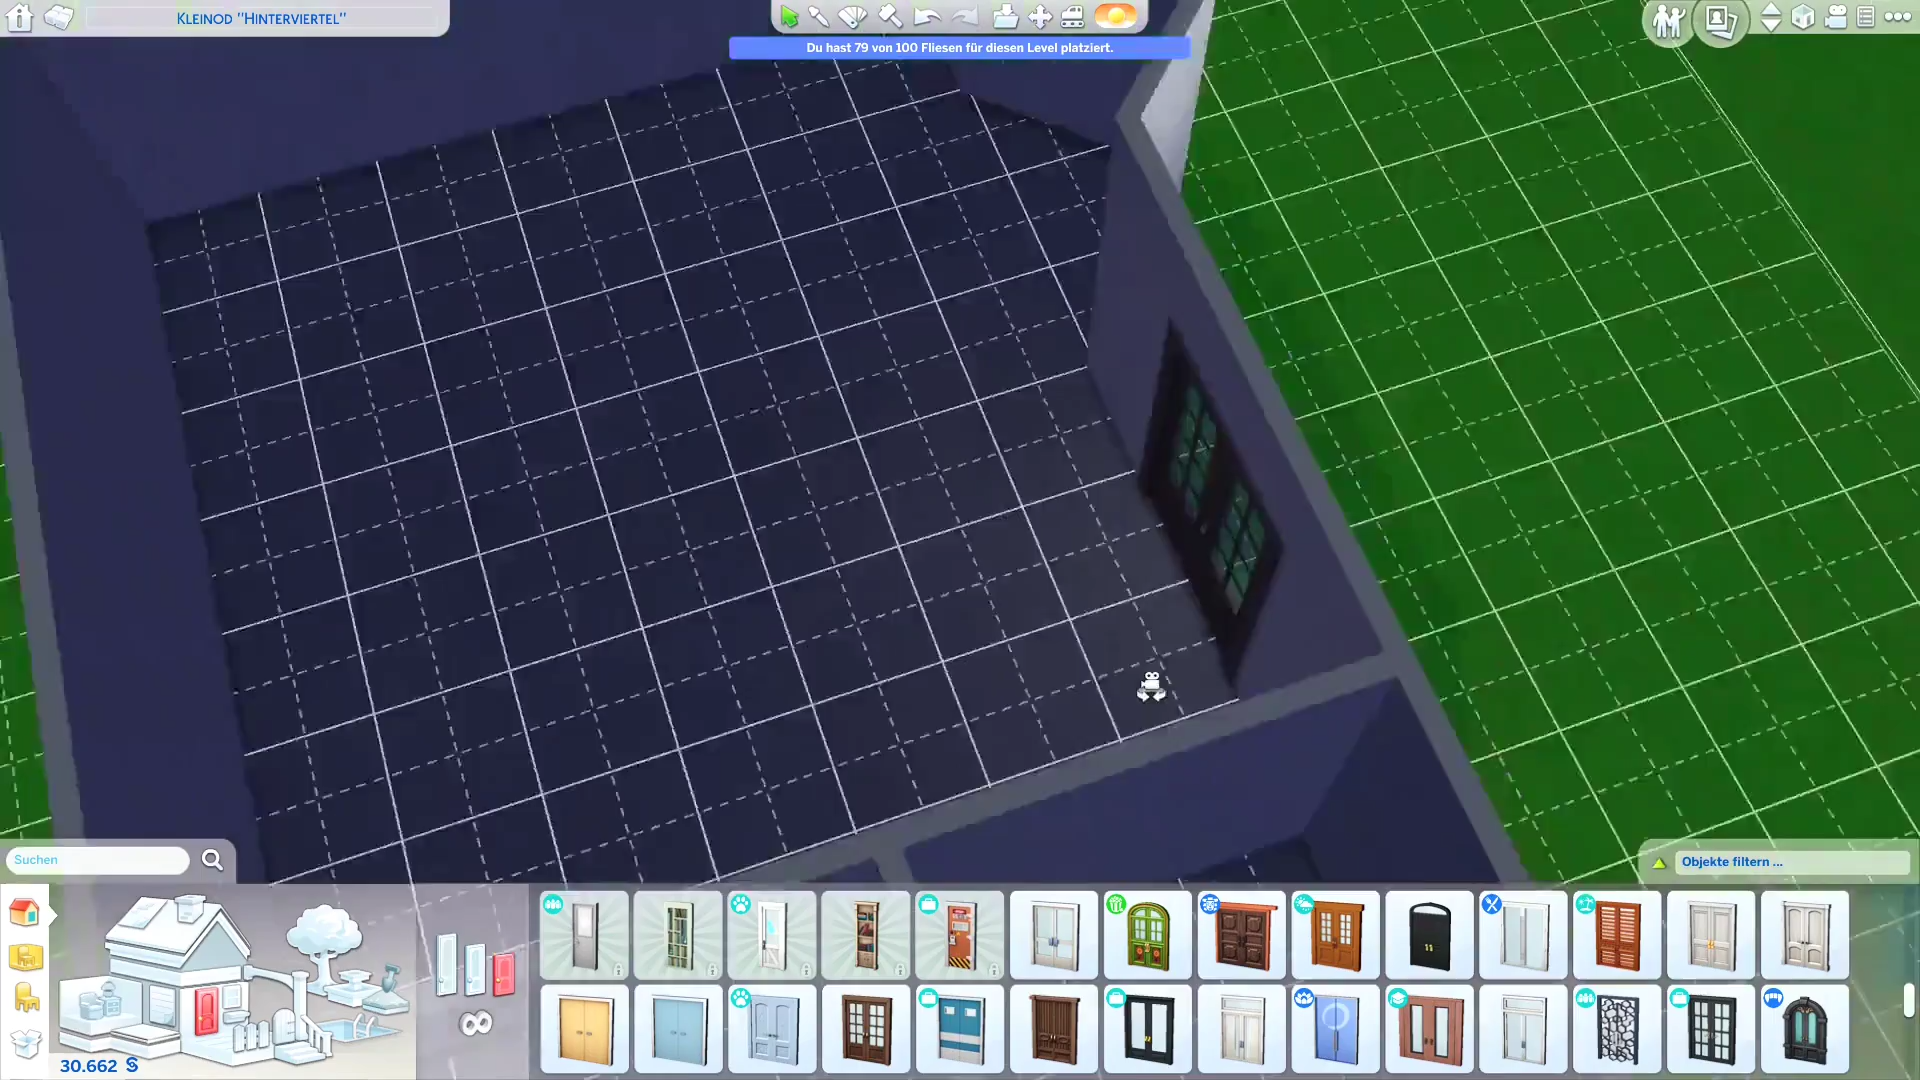 Kleinod "Hinterviertel"
Du hast 79 von 100 Fliesen für diesen Level platziert.
Suchen
Objekte filtern ...
30.662 S